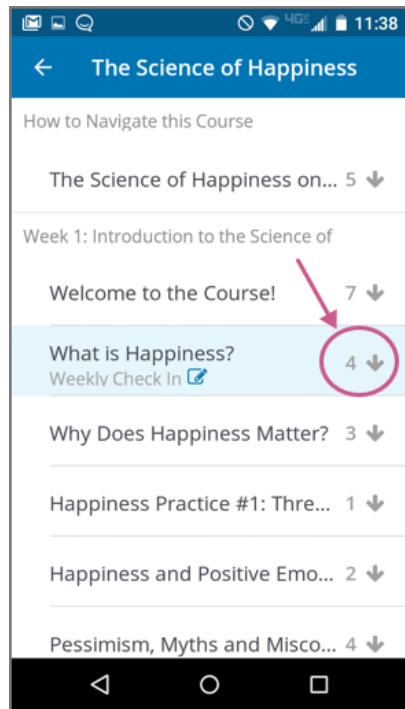 4GE 11:38
The Science of Happiness
How to Navigate this Course
The Science of Happiness on... 5
Week 1: Introduction to the Science of
Welcome to the Course! 7
What is Happiness? 4
Weekly Check In
Why Does Happiness Matter? 3
Happiness Practice #1: Thre... 1
Happiness and Positive Emo... 2
Pessimism, Myths and Misco... 4